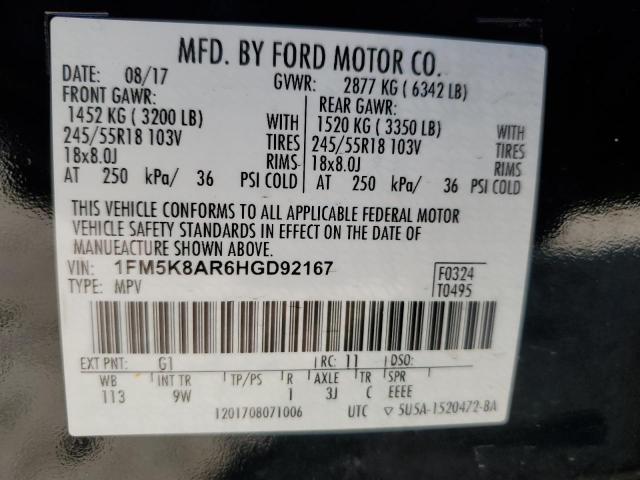 MFD. BY FORD MOTOR CO.
DATE: 08/17 GVWR: 2877 KG ( 6342 LB)
FRONT GAWR: REAR GAWR:
1452 KG ( 3200 LB) WITH 1520 KG ( 3350 LB) WITH
245/55R18 103V TIRES 245/55R18 103V TIRES
18x8.0J RIMS 18x8.0J RIMS
AT 250 kPa/ 36 PSI COLD AT 250 kPa/ 36 PSI COLD
THIS VEHICLE CONFORMS TO ALL APPLICABLE FEDERAL MOTOR
VEHICLE SAFETY STANDARDS IN EFFECT ON THE DATE OF
MANUFACTURE SHOWN ABOVE.
VIN: 1FM5K8AR6HGD92167 F0324
TYPE: MPV T0495
EXT PNT: G1 RC: 11 DSO:
WB INT TR TP/PS R AXLE TR SPR
113 9W 1 3J C EEEE
1201708071006 UTC ▽ 5U5A-1520472-BA